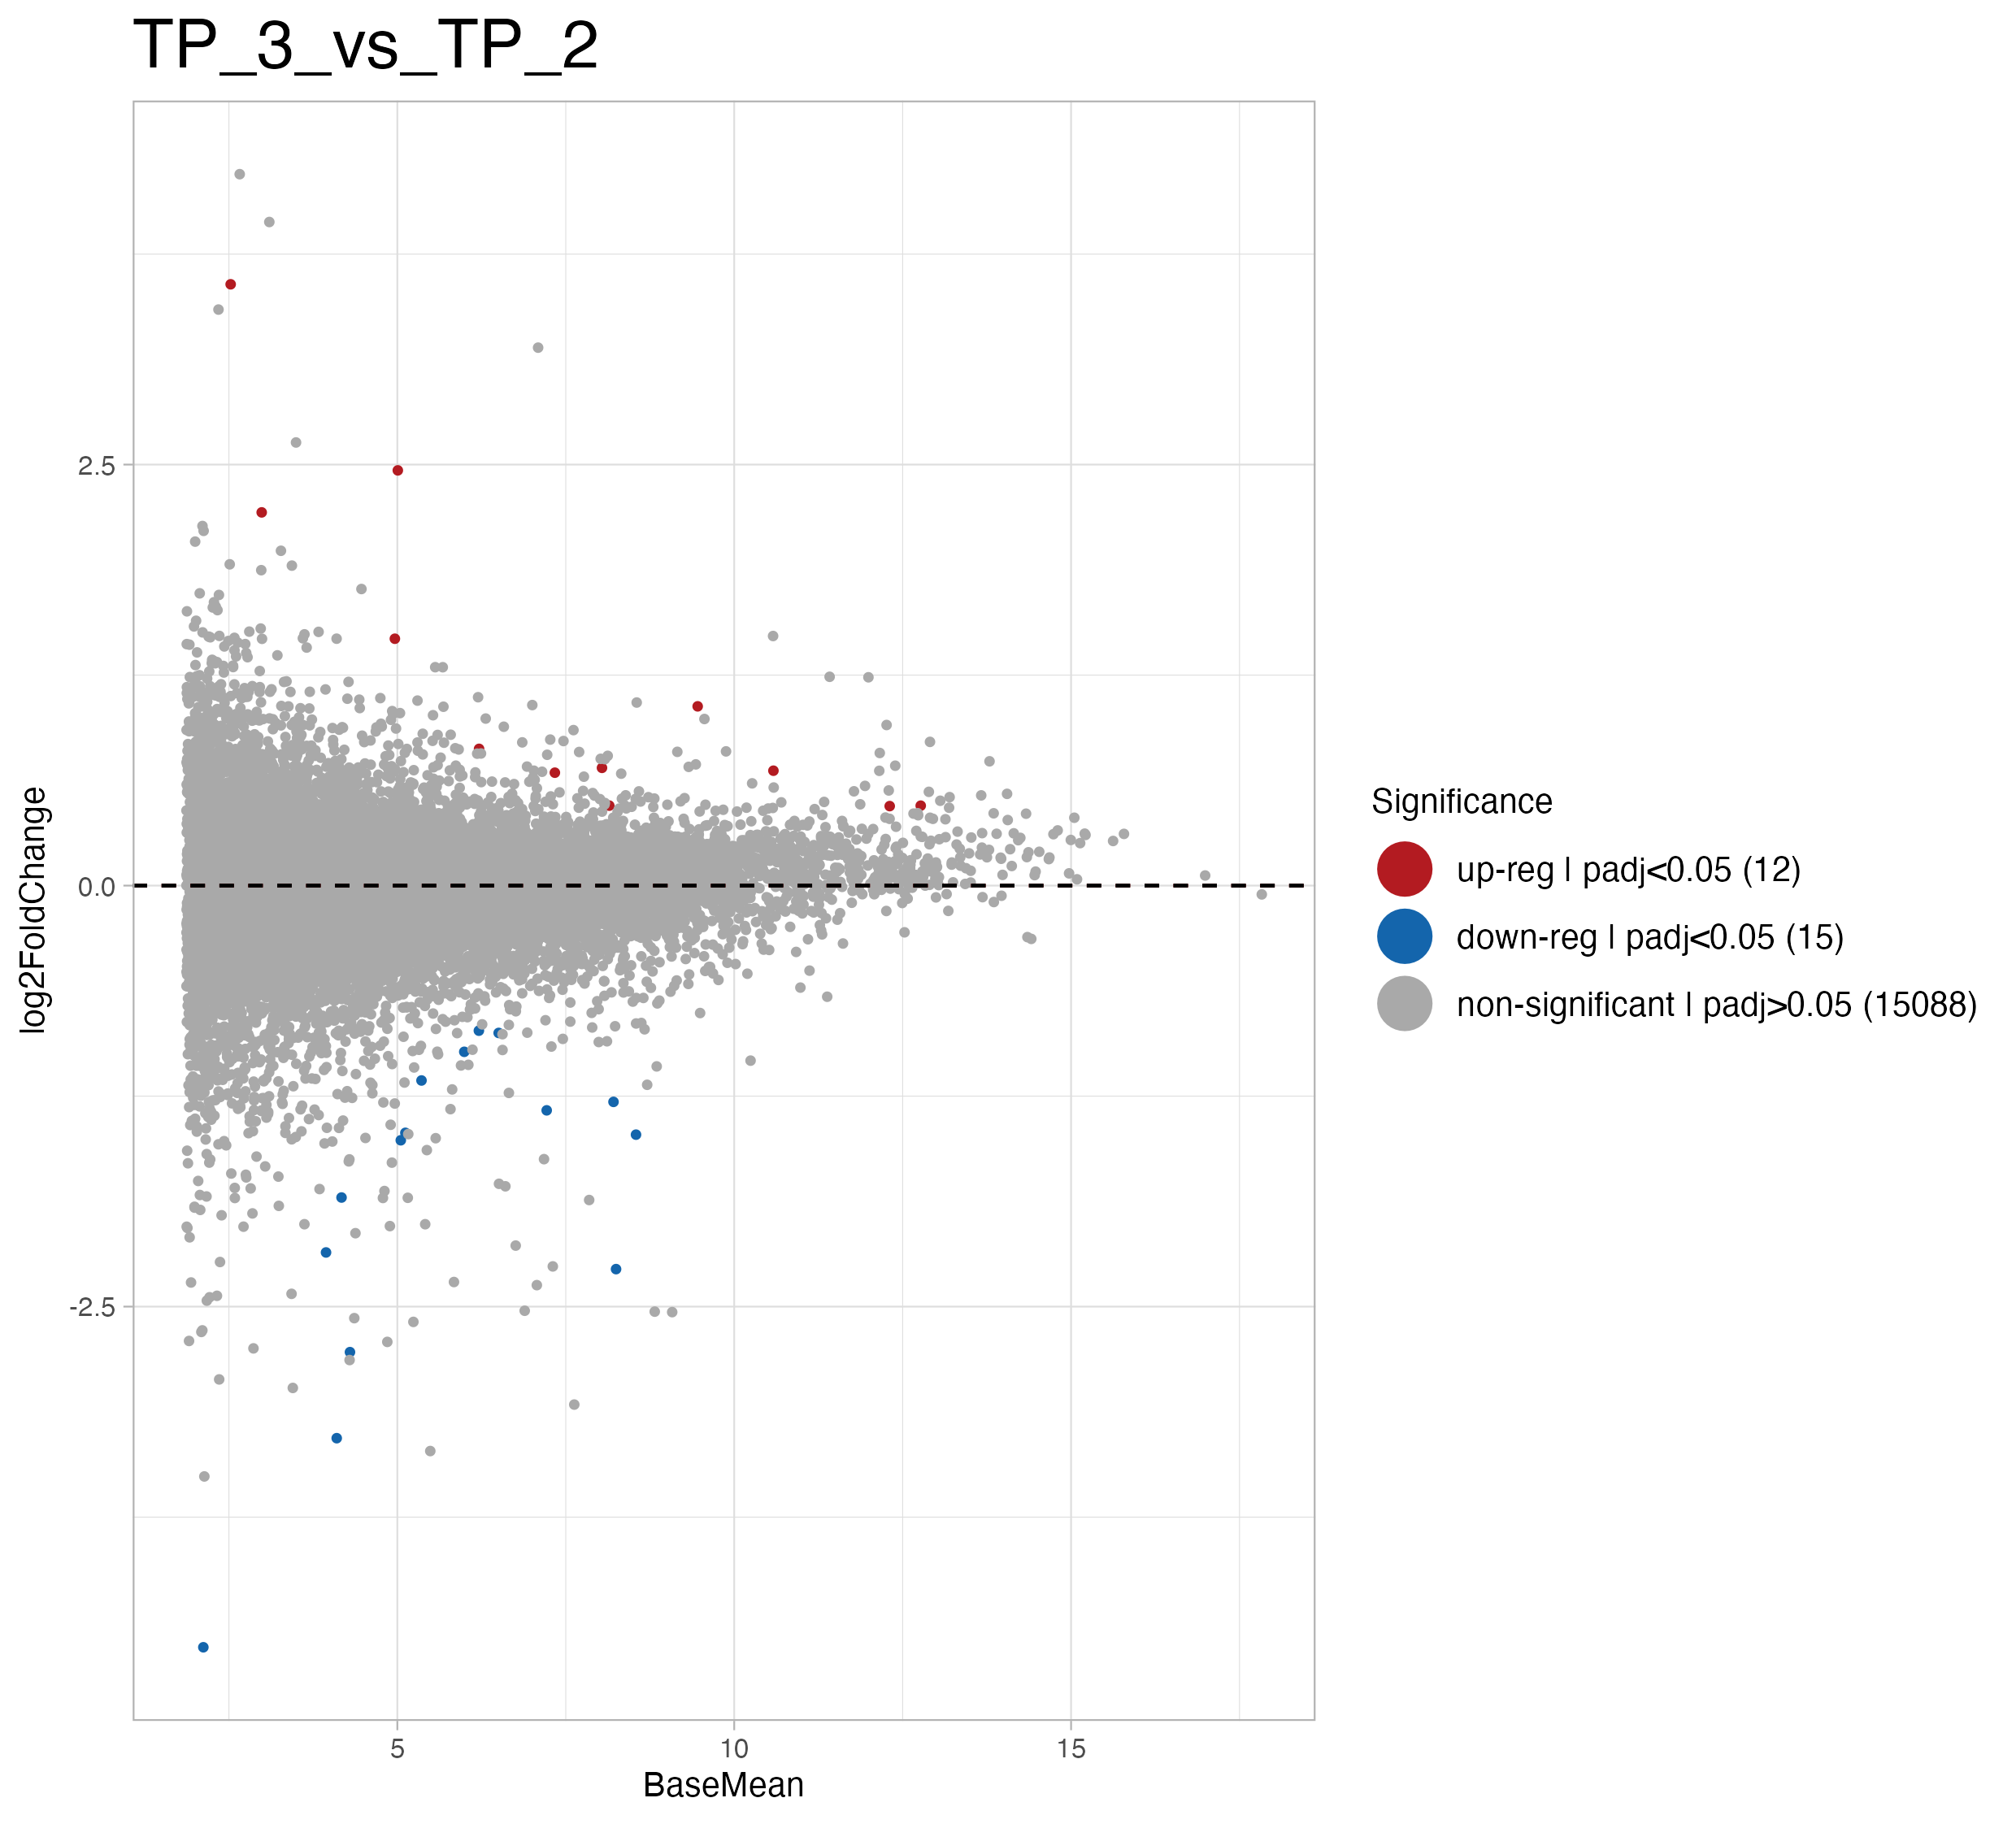 TP_3_vs_TP_2
log2FoldChange
2.5
0.0
-2.5
5
10
15
BaseMean
Significance
up-reg | padj<0.05 (12)
down-reg | padj<0.05 (15)
non-significant | padj>0.05 (15088)